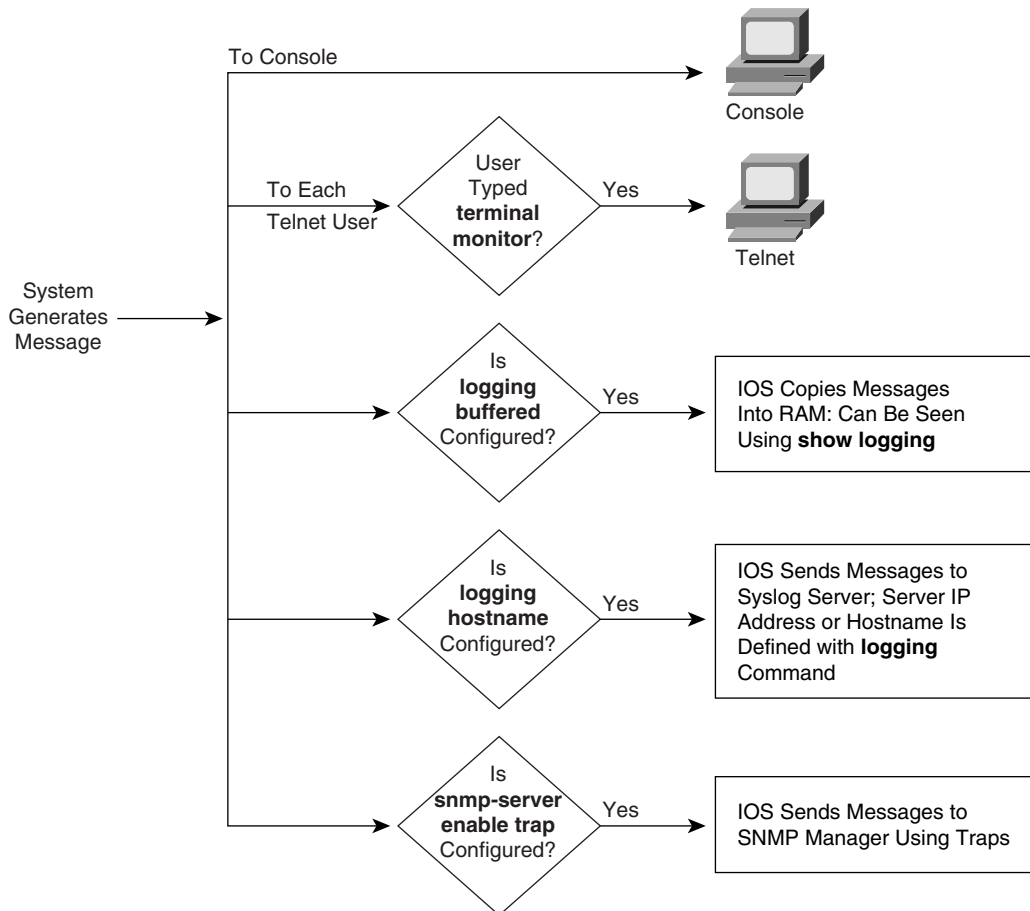 To Console
Console
User
Typed
terminal
monitor?
To Each
Telnet User
Yes
Telnet
System
Generates
Message
Is
logging
buffered
Configured?
Yes
IOS Copies Messages
Into RAM: Can Be Seen
Using show logging
Is
logging
hostname
Configured?
Yes
IOS Sends Messages to
Syslog Server; Server IP
Address or Hostname Is
Defined with logging
Command
Is
snmp-server
enable trap
Configured?
Yes
IOS Sends Messages to
SNMP Manager Using Traps